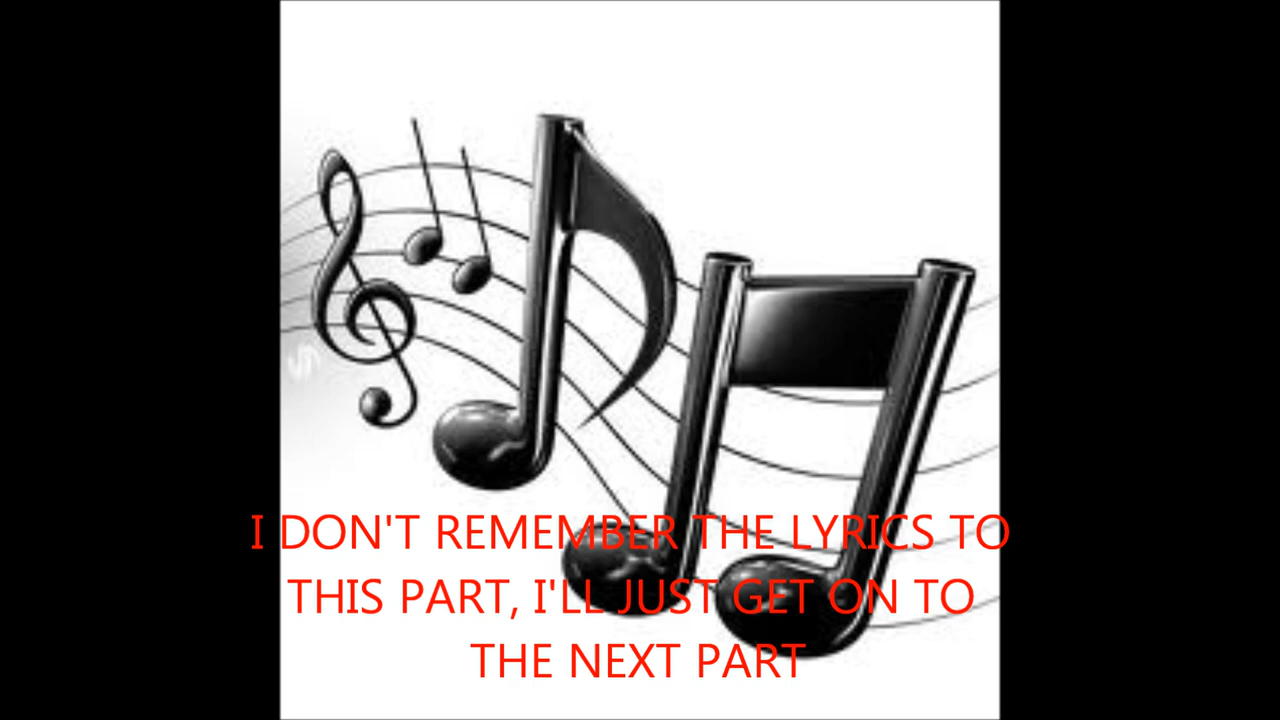 I DON'T REMEMBER THE LYRICS TO
THIS PART, I'LL JUST GET ON TO
THE NEXT PART